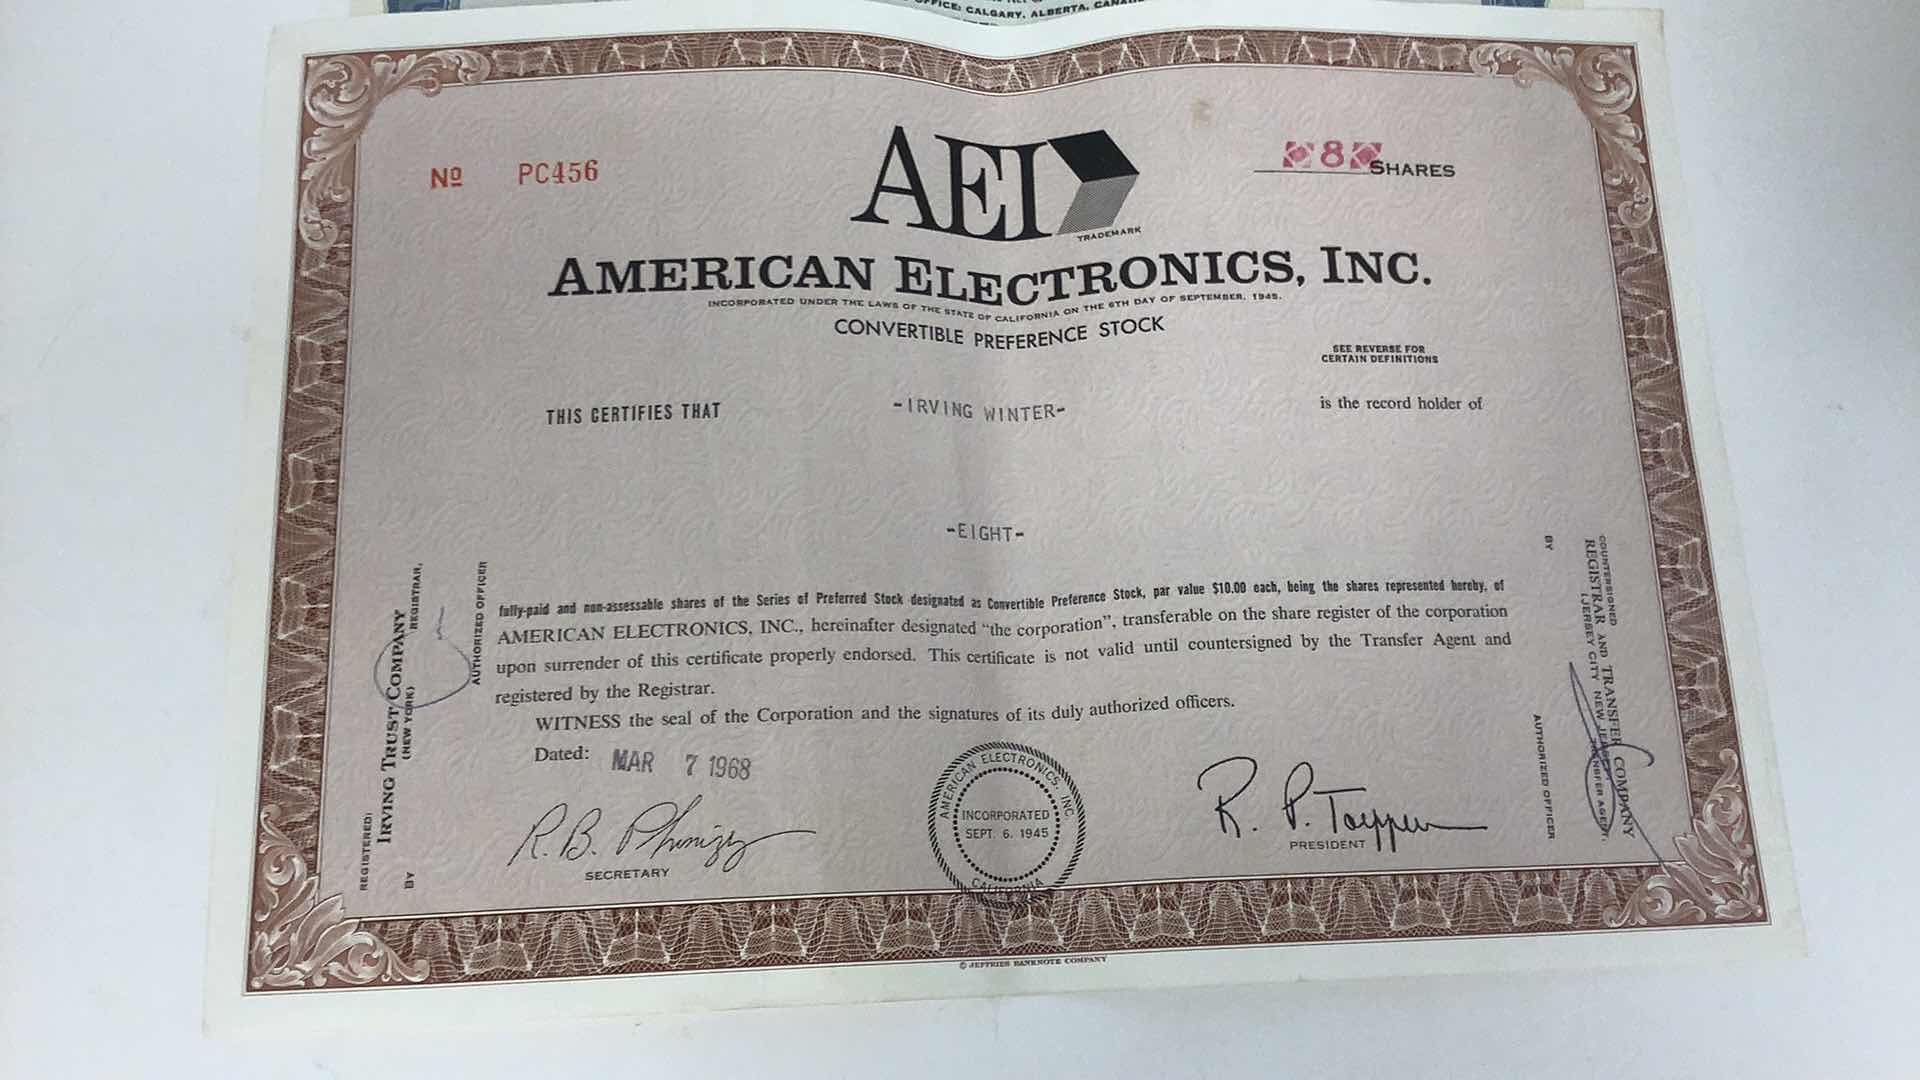 OFFICE: CALGARY, ALBERTA, CANADA
No PC456
AEI
TRADEMARK
8 SHARES
AMERICAN ELECTRONICS, INC.
INCORPORATED UNDER THE LAWS OF THE STATE OF CALIFORNIA ON THE 6TH DAY OF SEPTEMBER, 1945.
CONVERTIBLE PREFERENCE STOCK
SEE REVERSE FOR
CERTAIN DEFINITIONS
THIS CERTIFIES THAT -IRVING WINTER- is the record holder of
-EIGHT-
fully-paid and non-assessable shares of the Series of Preferred Stock designated as Convertible Preference Stock, par value $10.00 each, being the shares represented hereby, of
AMERICAN ELECTRONICS, INC., hereinafter designated "the corporation", transferable on the share register of the corporation
upon surrender of this certificate properly endorsed. This certificate is not valid until countersigned by the Transfer Agent and
registered by the Registrar.
WITNESS the seal of the Corporation and the signatures of its duly authorized officers.
Dated: MAR 7 1968
R. B. Phinizy
SECRETARY
AMERICAN ELECTRONICS, INC.
INCORPORATED
SEPT. 6, 1945
CALIFORNIA
PRESIDENT
REGISTERED:
IRVING TRUST COMPANY
(NEW YORK) REGISTRAR,
BY
AUTHORIZED OFFICER
COUNTERSIGNED
REGISTRAR AND TRANSFER COMPANY
(JERSEY CITY NEW JERSEY) TRANSFER AGENT,
BY
AUTHORIZED OFFICER
© JEFFRIES BANKNOTE COMPANY